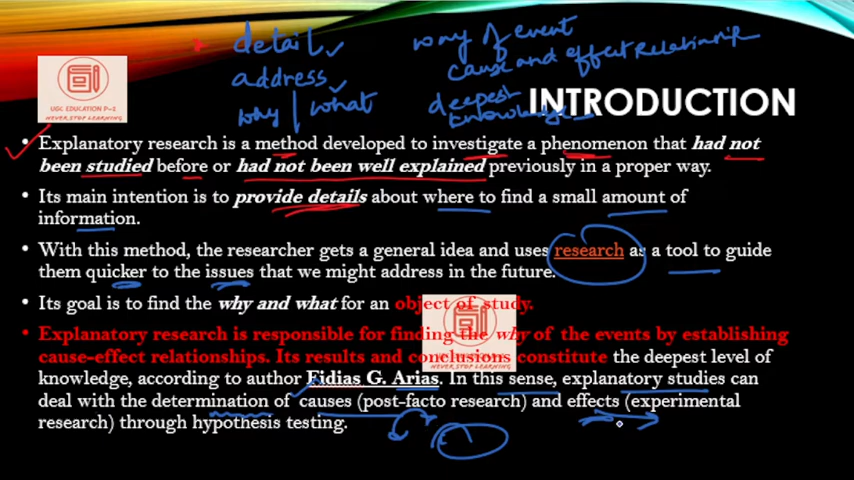 detail
address
why | what
way of event
cause and effect Relationship
deepest
knowledge
UGC EDUCATION P-1
NEVER STOP LEARNING
INTRODUCTION
• Explanatory research is a method developed to investigate a phenomenon that had not
been studied before or had not been well explained previously in a proper way.
• Its main intention is to provide details about where to find a small amount of
information.
• With this method, the researcher gets a general idea and uses research as a tool to guide
them quicker to the issues that we might address in the future.
• Its goal is to find the why and what for an object of study.
• Explanatory research is responsible for finding the why of the events by establishing
cause-effect relationships. Its results and conclusions constitute the deepest level of
knowledge, according to author Fidias G. Arias. In this sense, explanatory studies can
deal with the determination of causes (post-facto research) and effects (experimental
research) through hypothesis testing.